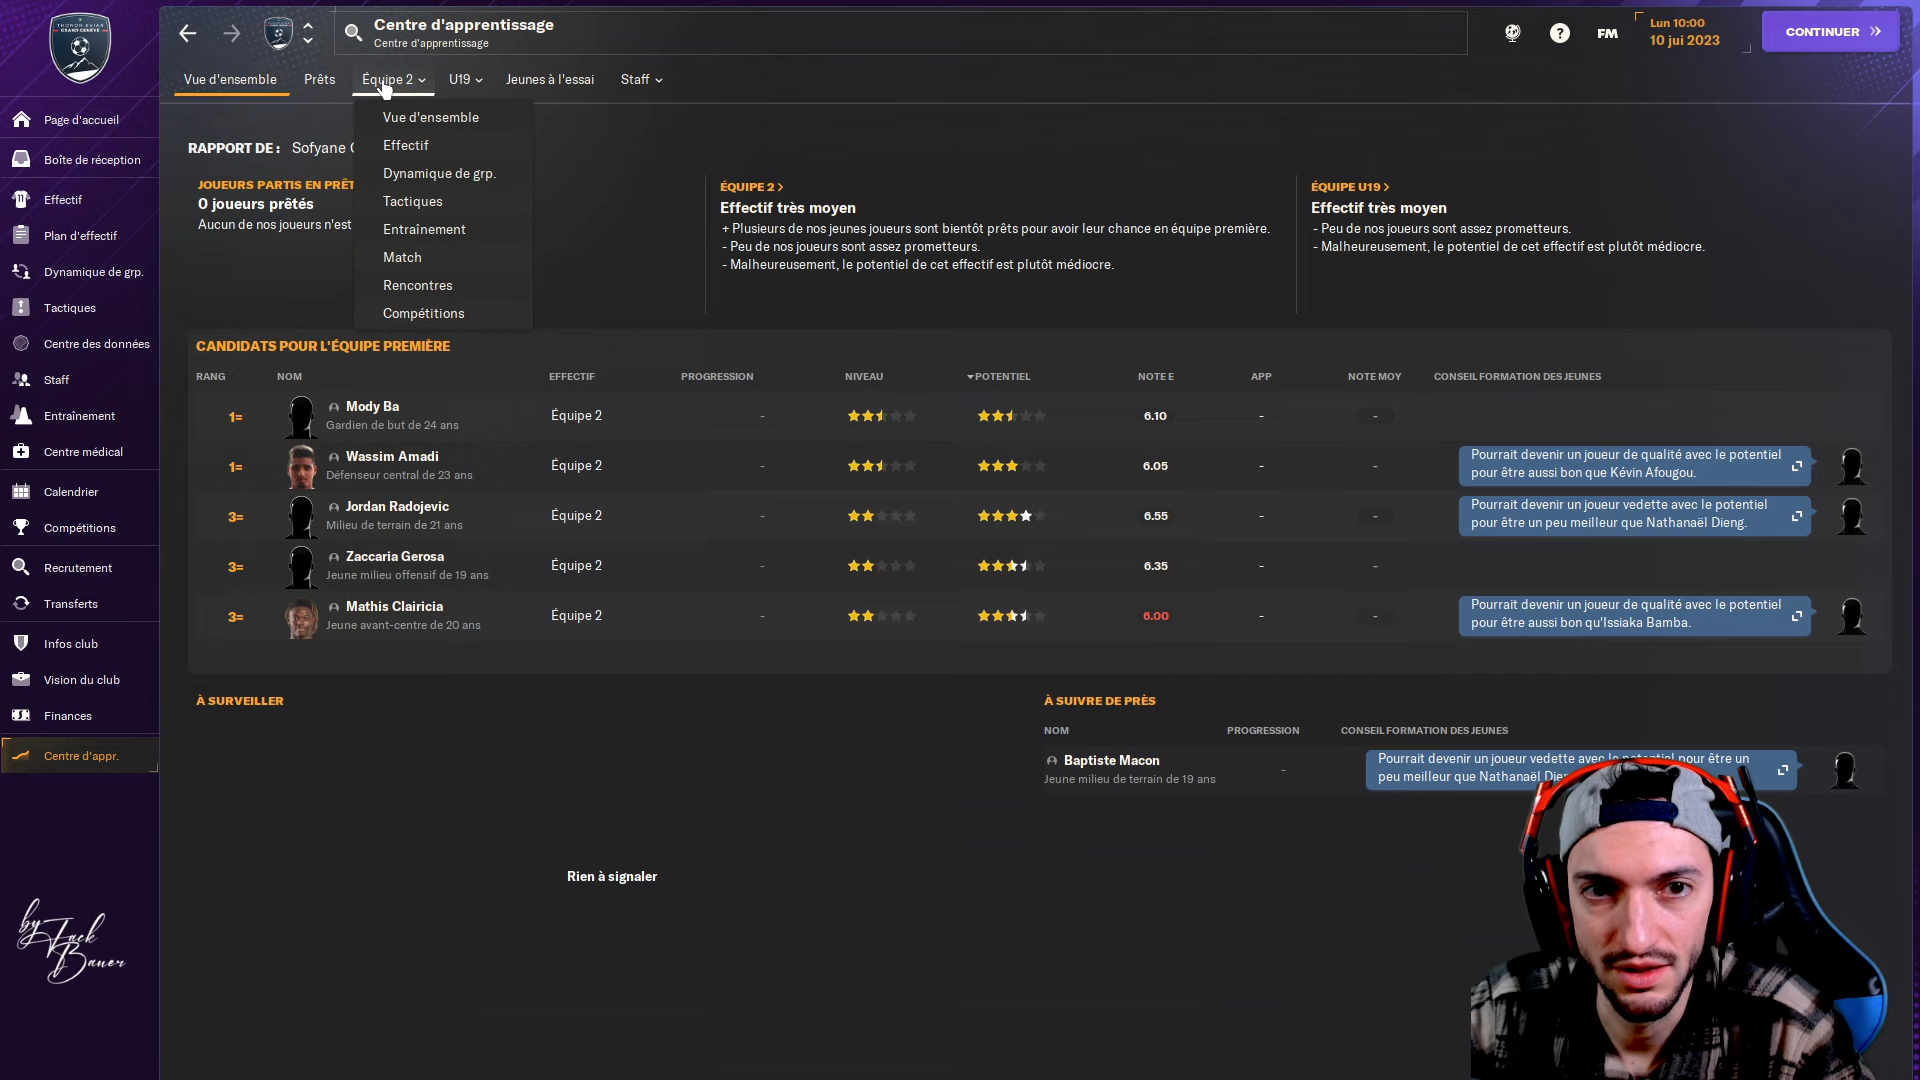 THONON EVIAN
GRAND GENÈVE
Centre d'apprentissage
Centre d'apprentissage
FM
Lun 10:00
10 jui 2023
CONTINUER
Vue d'ensemble
Prêts
Équipe 2
U19
Jeunes à l'essai
Staff
Page d'accueil
Boîte de réception
Effectif
Plan d'effectif
Dynamique de grp.
Tactiques
Centre des données
Staff
Entraînement
Centre médical
Calendrier
Compétitions
Recrutement
Transferts
Infos club
Vision du club
Finances
Centre d'appr.
by Jack
Bauer
Vue d'ensemble
Effectif
Dynamique de grp.
Tactiques
Entraînement
Match
Rencontres
Compétitions
RAPPORT DE : Sofyane
JOUEURS PARTIS EN PRÊT
0 joueurs prêtés
Aucun de nos joueurs n'est
ÉQUIPE 2 >
Effectif très moyen
+ Plusieurs de nos jeunes joueurs sont bientôt prêts pour avoir leur chance en équipe première.
- Peu de nos joueurs sont assez prometteurs.
- Malheureusement, le potentiel de cet effectif est plutôt médiocre.
ÉQUIPE U19 >
Effectif très moyen
- Peu de nos joueurs sont assez prometteurs.
- Malheureusement, le potentiel de cet effectif est plutôt médiocre.
CANDIDATS POUR L'ÉQUIPE PREMIÈRE
RANG NOM EFFECTIF PROGRESSION NIVEAU POTENTIEL NOTE E APP NOTE MOY CONSEIL FORMATION DES JEUNES
1= Mody Ba Équipe 2 - 6.10 - -
Gardien de but de 24 ans
1= Wassim Amadi Équipe 2 - 6.05 - -
Défenseur central de 23 ans
Pourrait devenir un joueur de qualité avec le potentiel
pour être aussi bon que Kévin Afougou.
3= Jordan Radojevic Équipe 2 - 6.55 - -
Milieu de terrain de 21 ans
Pourrait devenir un joueur vedette avec le potentiel
pour être un peu meilleur que Nathanaël Dieng.
3= Zaccaria Gerosa Équipe 2 - 6.35 - -
Jeune milieu offensif de 19 ans
3= Mathis Clairicia Équipe 2 - 6.00 - -
Jeune avant-centre de 20 ans
Pourrait devenir un joueur de qualité avec le potentiel
pour être aussi bon qu'Issiaka Bamba.
À SURVEILLER
Rien à signaler
À SUIVRE DE PRÈS
NOM PROGRESSION CONSEIL FORMATION DES JEUNES
Baptiste Macon -
Jeune milieu de terrain de 19 ans
Pourrait devenir un joueur vedette avec le potentiel pour être un
peu meilleur que Nathanaël